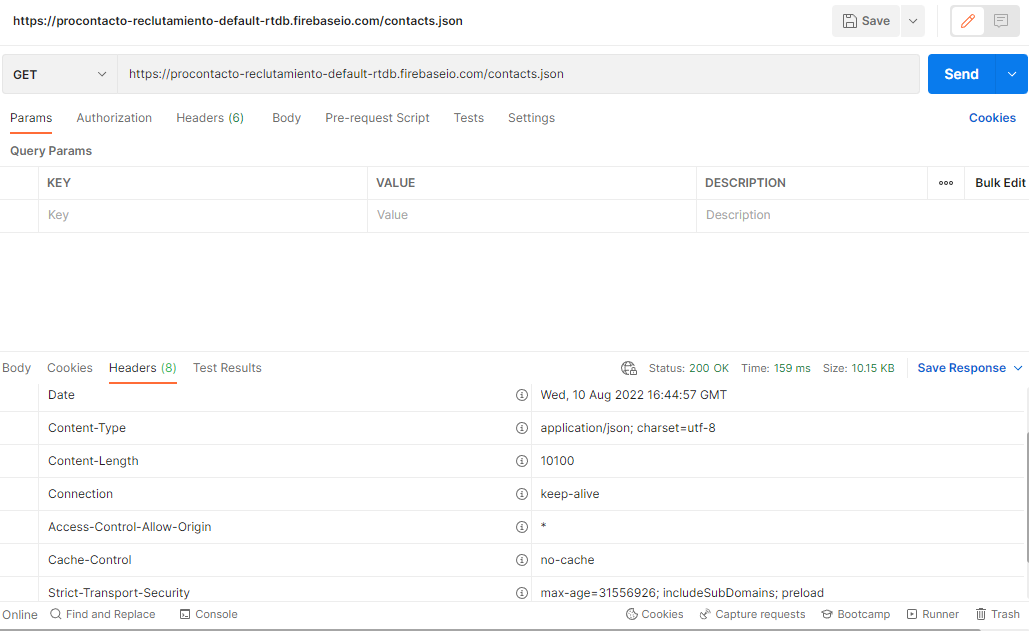 https://procontacto-reclutamiento-default-rtdb.firebaseio.com/contacts.json Save
GET https://procontacto-reclutamiento-default-rtdb.firebaseio.com/contacts.json Send
Params Authorization Headers (6) Body Pre-request Script Tests Settings Cookies
Query Params
KEY VALUE DESCRIPTION Bulk Edit
Key Value Description
Body Cookies Headers (8) Test Results Status: 200 OK Time: 159 ms Size: 10.15 KB Save Response
Date Wed, 10 Aug 2022 16:44:57 GMT
Content-Type application/json; charset=utf-8
Content-Length 10100
Connection keep-alive
Access-Control-Allow-Origin *
Cache-Control no-cache
Strict-Transport-Security max-age=31556926; includeSubDomains; preload
Online Find and Replace Console Cookies Capture requests Bootcamp Runner Trash